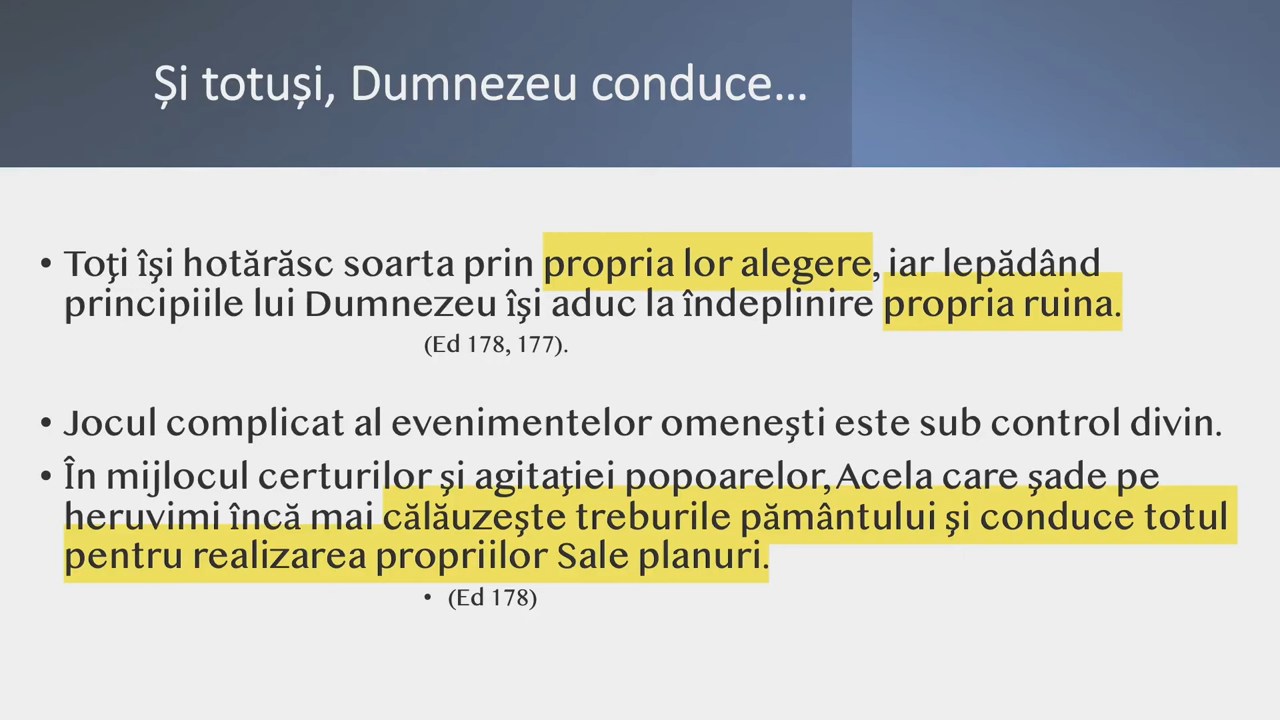 Și totuși, Dumnezeu conduce...
• Toţi îşi hotărăsc soarta prin propria lor alegere, iar lepădând
principiile lui Dumnezeu îşi aduc la îndeplinire propria ruina.
(Ed 178, 177).
• Jocul complicat al evenimentelor omeneşti este sub control divin.
• În mijlocul certurilor şi agitaţiei popoarelor, Acela care şade pe
heruvimi încă mai călăuzeşte treburile pământului şi conduce totul
pentru realizarea propriilor Sale planuri.
• (Ed 178)